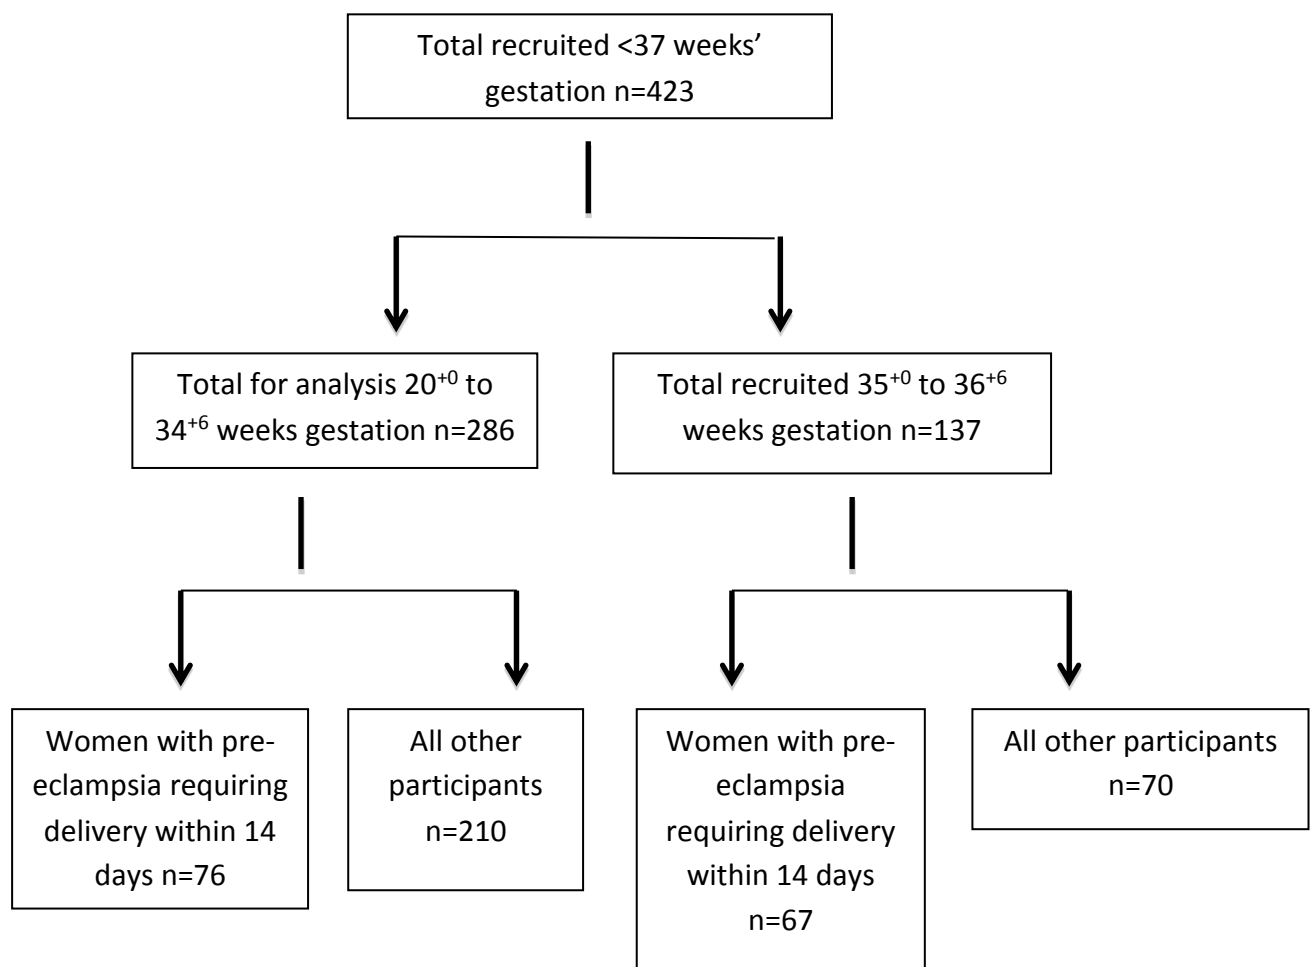 Total recruited <37 weeks’
gestation n=423
Total for analysis 20⁺⁰ to
34⁺⁶ weeks gestation n=286
Total recruited 35⁺⁰ to 36⁺⁶
weeks gestation n=137
Women with pre-
eclampsia requiring
delivery within 14
days n=76
All other
participants
n=210
Women with pre-
eclampsia
requiring delivery
within 14 days
n=67
All other participants
n=70